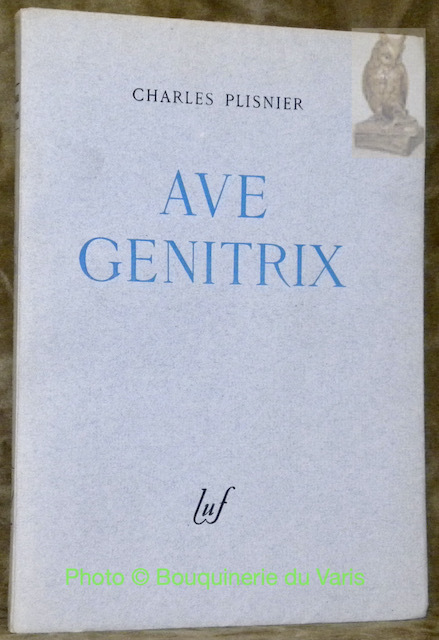 CHARLES PLISNIER
AVE
GENITRIX
luf
Photo © Bouquinerie du Varis